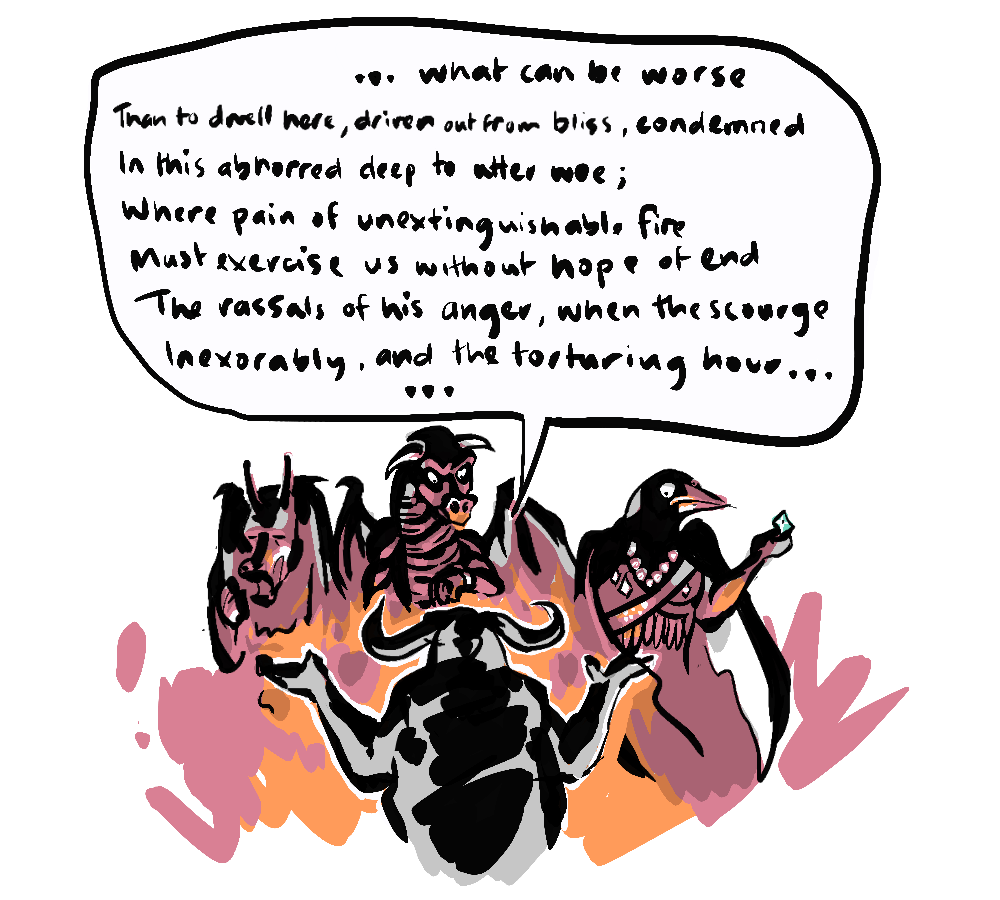 ... what can be worse
Than to dwell here, driven out from bliss, condemned
In this abhorred deep to utter woe;
Where pain of unextinguishable fire
Must exercise us without hope of end
The vassals of his anger, when the scourge
Inexorably, and the torturing hour...
...